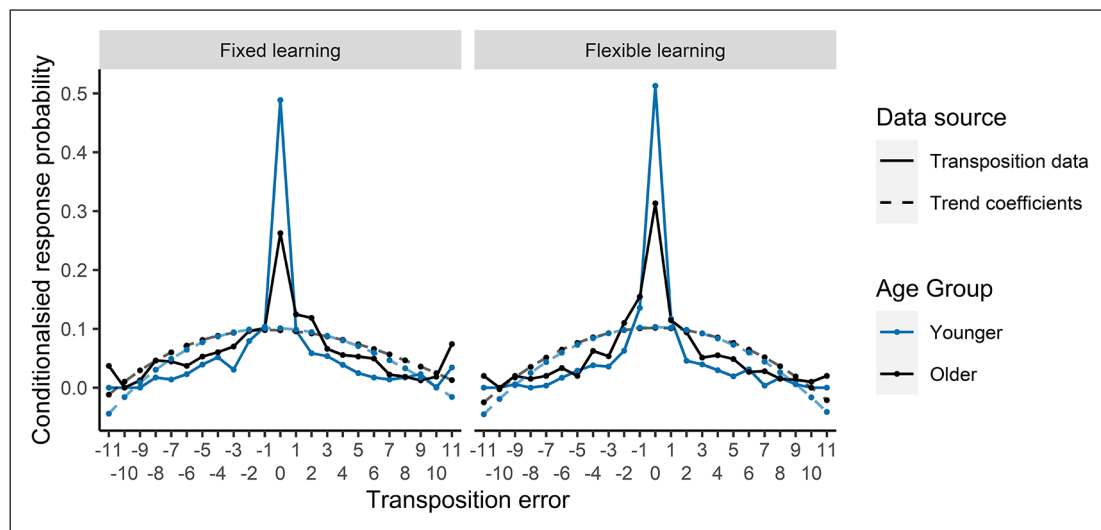 Fixed learning
Flexible learning
Conditionalsied response probability
0.5
0.4
0.3
0.2
0.1
0.0
-11 -9 -7 -5 -3 -1 1 3 5 7 9 11
-10 -8 -6 -4 -2 0 2 4 6 8 10
-11 -9 -7 -5 -3 -1 1 3 5 7 9 11
-10 -8 -6 -4 -2 0 2 4 6 8 10
Transposition error
Data source
Transposition data
Trend coefficients
Age Group
Younger
Older